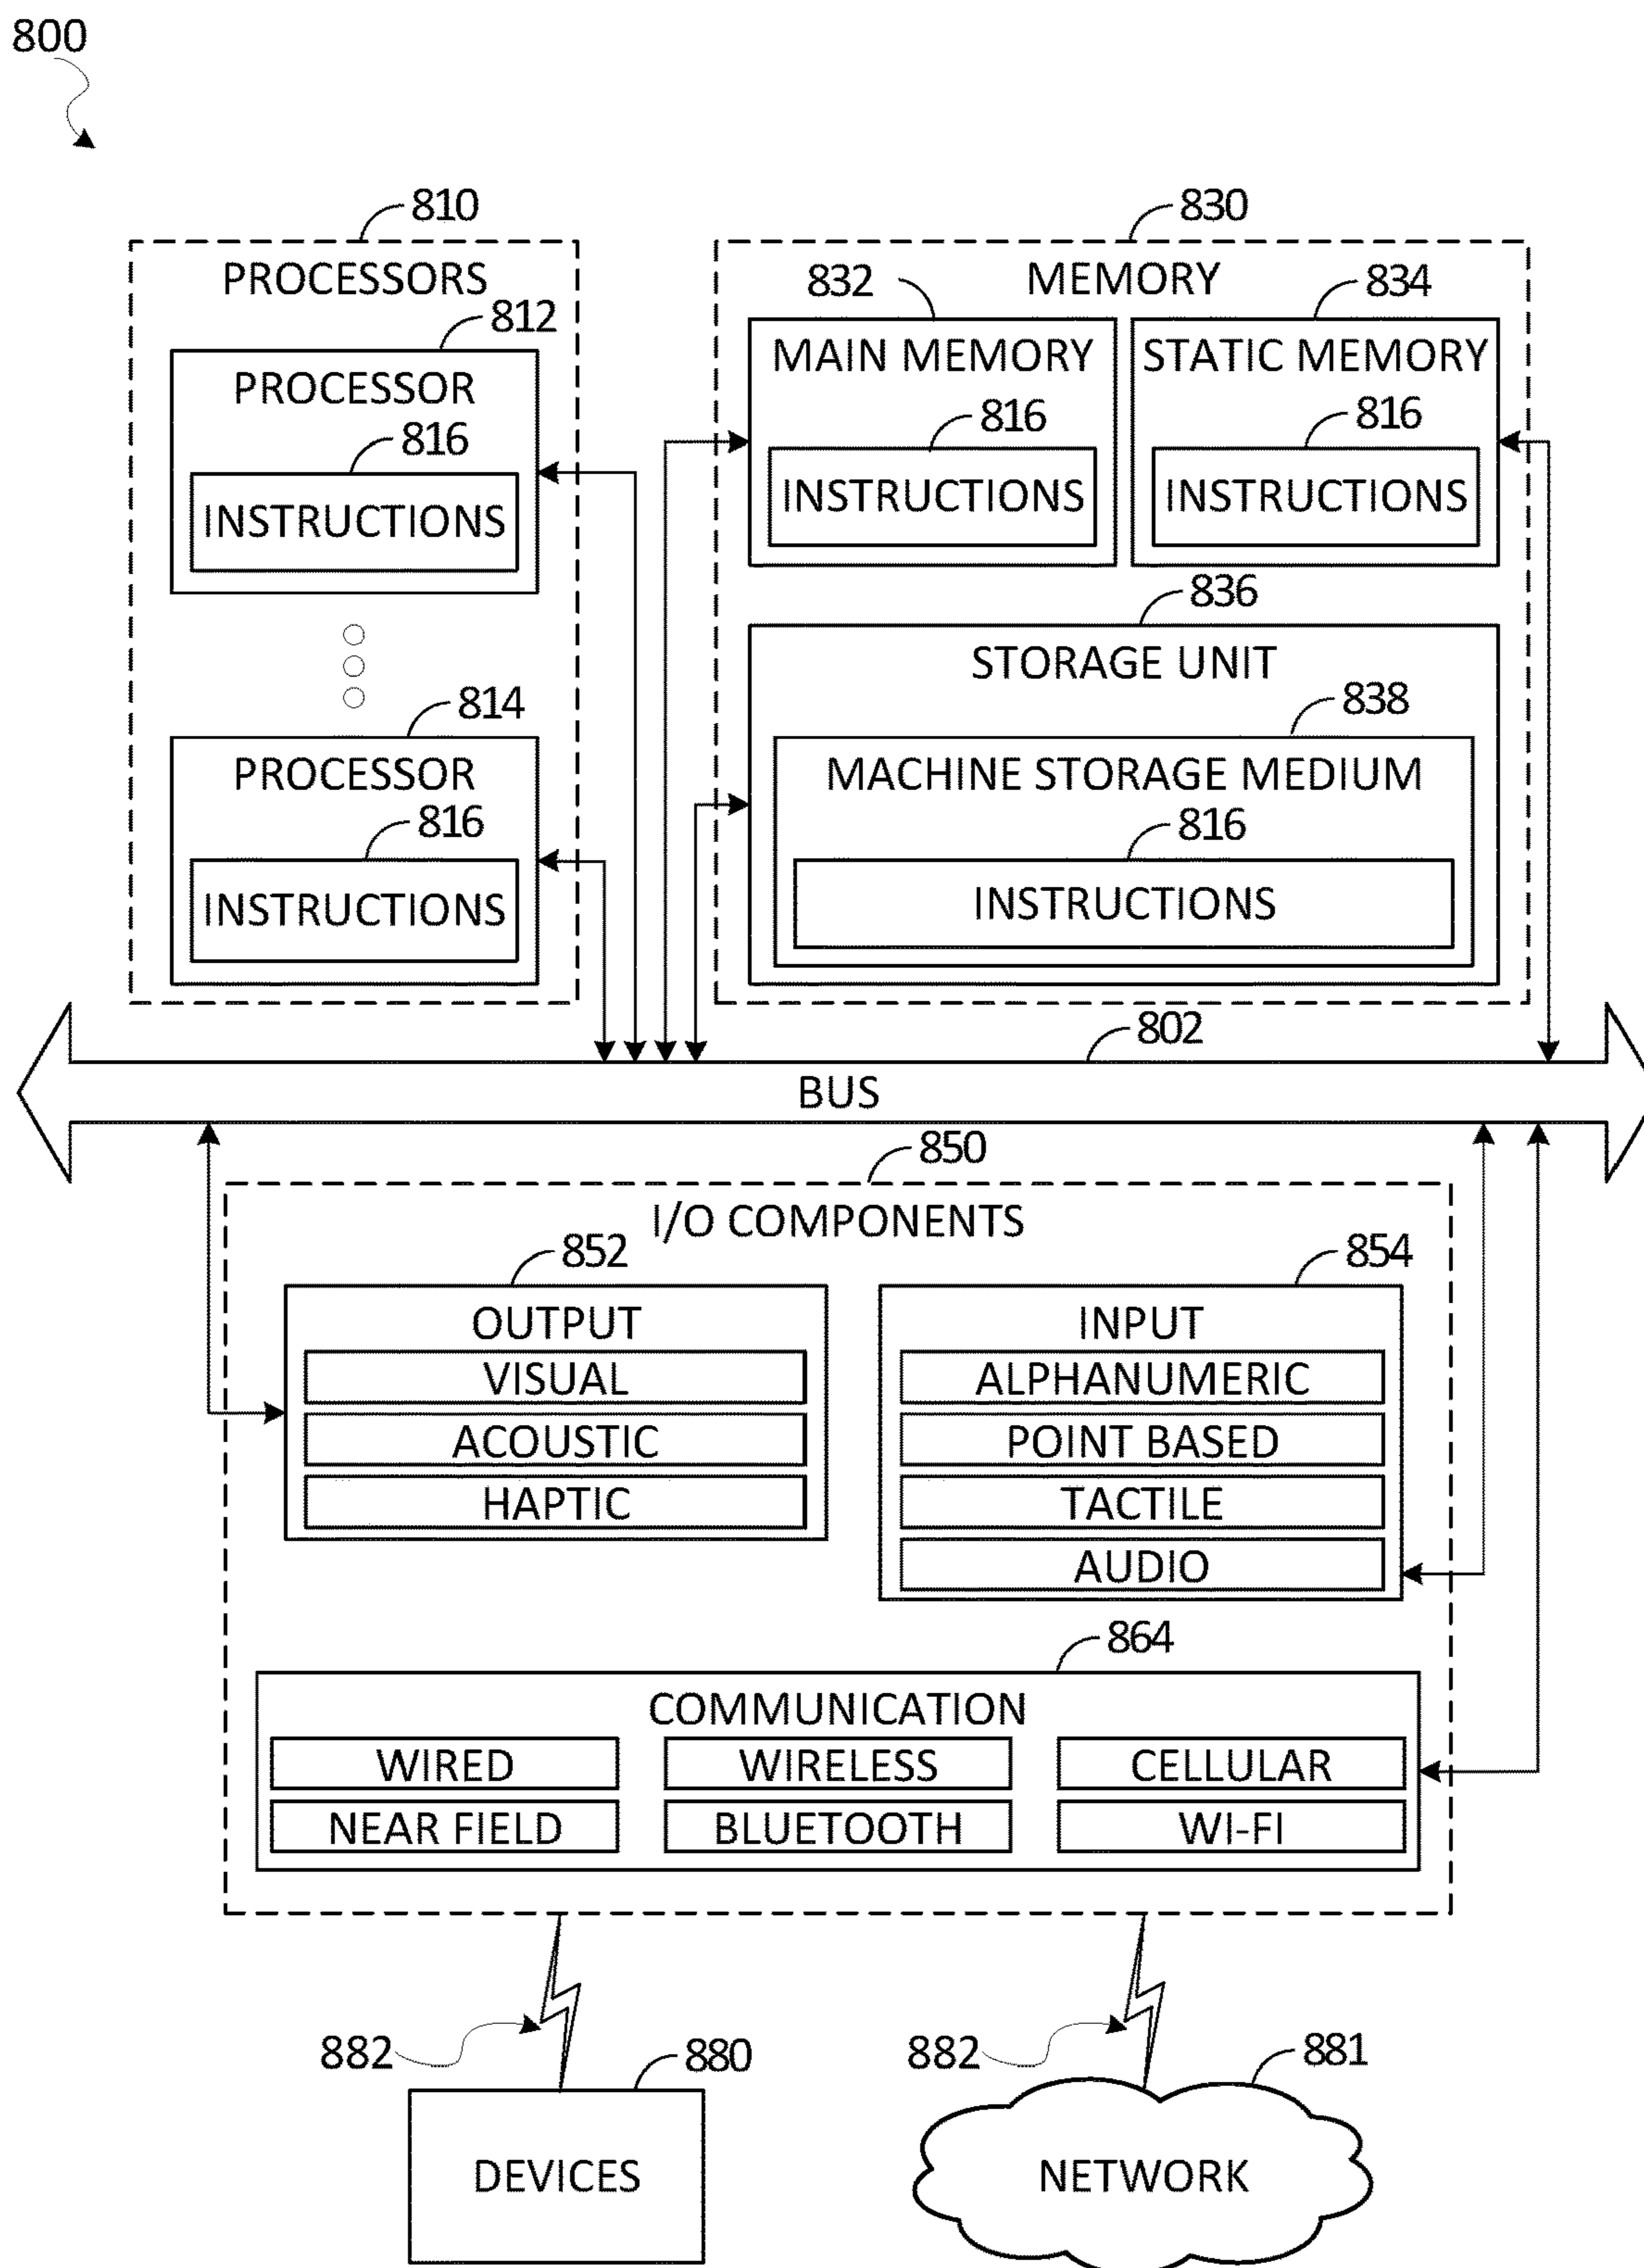 800
810
PROCESSORS
812
PROCESSOR
816
INSTRUCTIONS
814
PROCESSOR
816
INSTRUCTIONS
830
MEMORY
832
MAIN MEMORY
816
INSTRUCTIONS
834
STATIC MEMORY
816
INSTRUCTIONS
836
STORAGE UNIT
838
MACHINE STORAGE MEDIUM
816
INSTRUCTIONS
802
BUS
850
I/O COMPONENTS
852
OUTPUT
VISUAL
ACOUSTIC
HAPTIC
854
INPUT
ALPHANUMERIC
POINT BASED
TACTILE
AUDIO
864
COMMUNICATION
WIRED
WIRELESS
CELLULAR
NEAR FIELD
BLUETOOTH
WI-FI
882
880
DEVICES
882
881
NETWORK